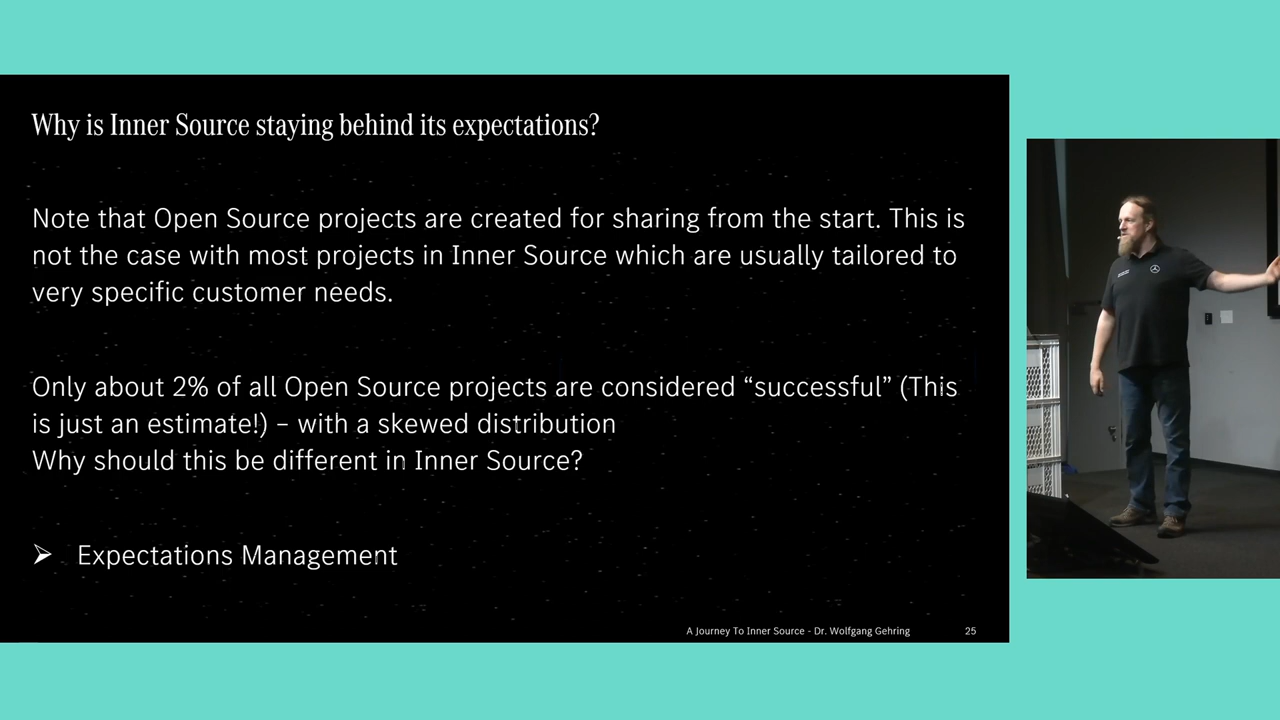 Why is Inner Source staying behind its expectations?
Note that Open Source projects are created for sharing from the start. This is
not the case with most projects in Inner Source which are usually tailored to
very specific customer needs.
Only about 2% of all Open Source projects are considered “successful” (This
is just an estimate!) – with a skewed distribution
Why should this be different in Inner Source?
➢ Expectations Management
A Journey To Inner Source - Dr. Wolfgang Gehring 25